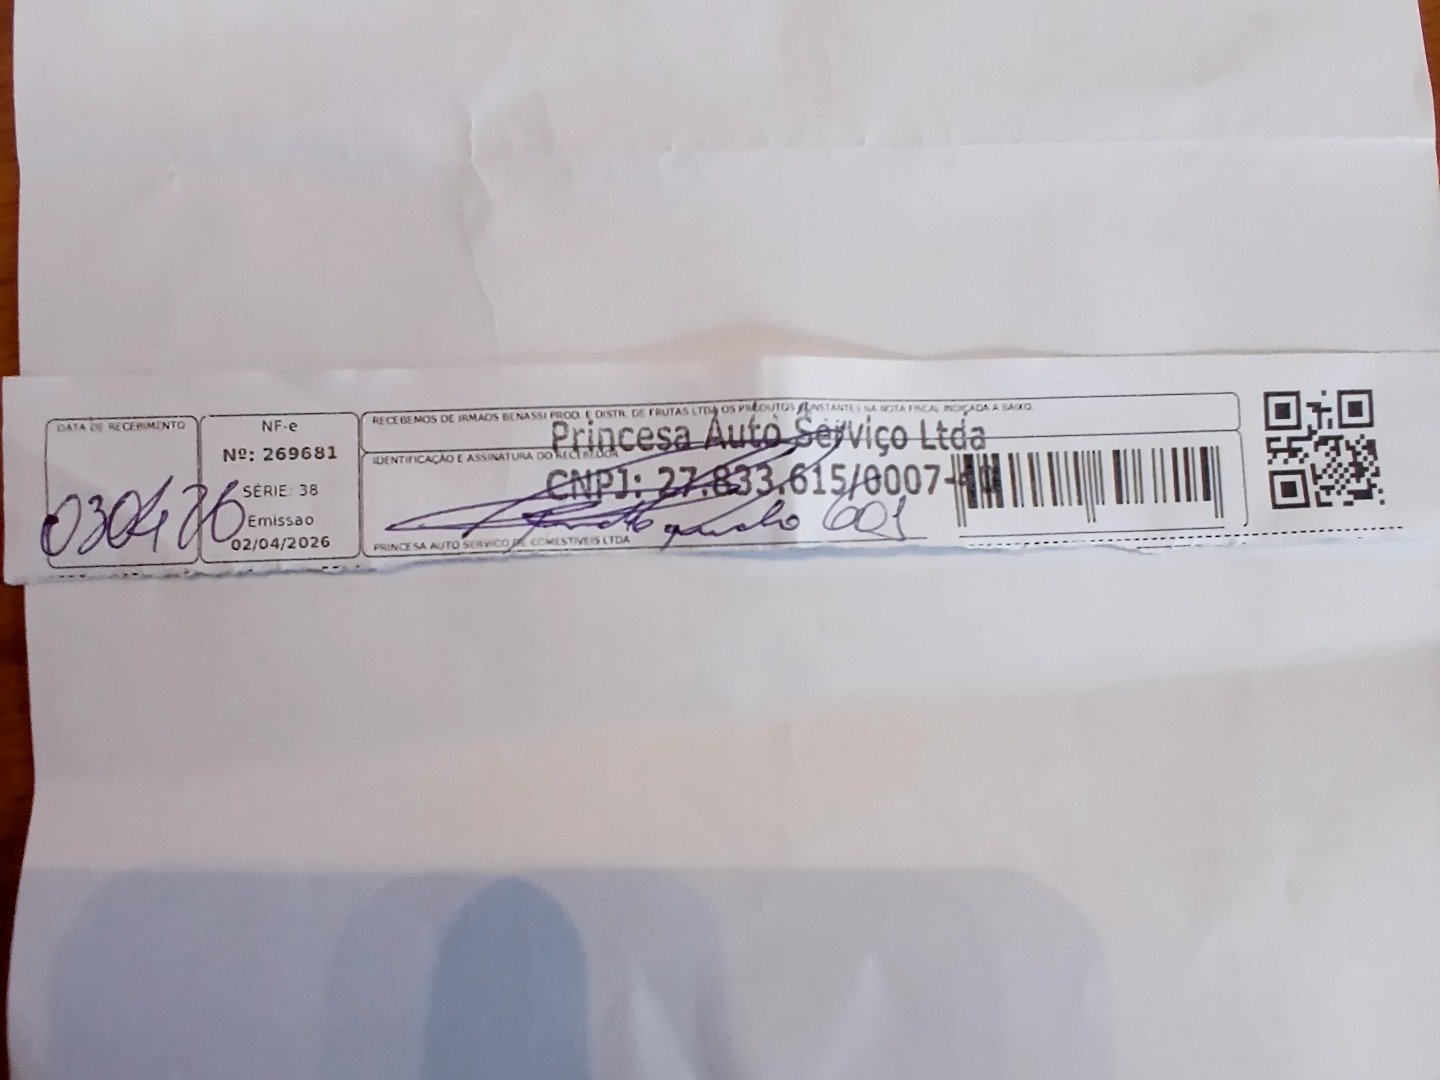 DATA DE RECEBIMENTO
030426
NF-e
Nº: 269681
SÉRIE: 38
Emissao
02/04/2026
RECEBEMOS DE IRMAOS BENASSI PROD. E DISTR. DE FRUTAS LTDA OS PRODUTOS CONSTANTES NA NOTA FISCAL INDICADA A BAIXO.
Princesa Auto Serviço Ltda
IDENTIFICAÇÃO E ASSINATURA DO RECEBEDOR
CNPJ: 27.833.615/0007-
601
PRINCESA AUTO SERVICO DE COMESTIVEIS LTDA